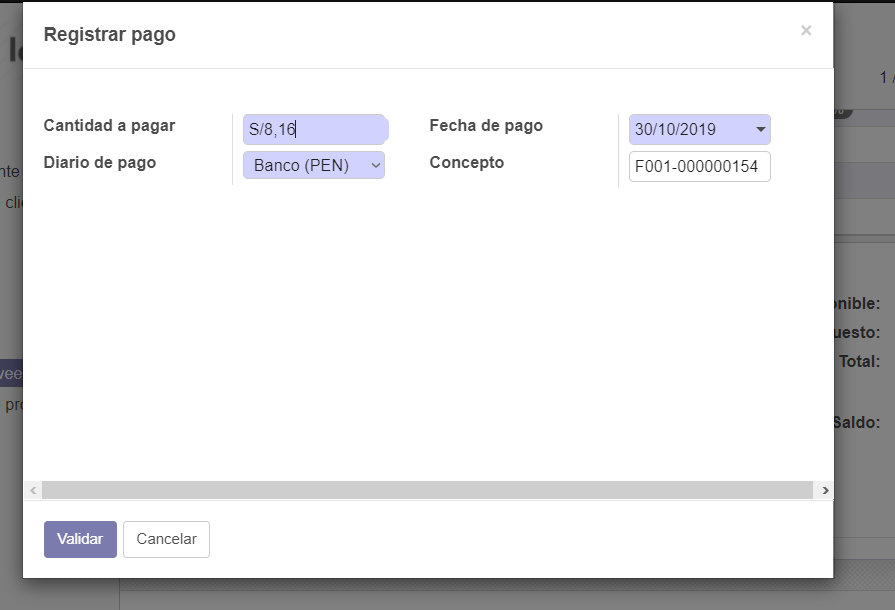 Registrar pago
×
1 /
Cantidad a pagar
S/8,16
Fecha de pago
30/10/2019
Diario de pago
Banco (PEN)
Concepto
F001-000000154
nte
cli
onible:
uesto:
Total:
vee
pro
Saldo:
Validar
Cancelar